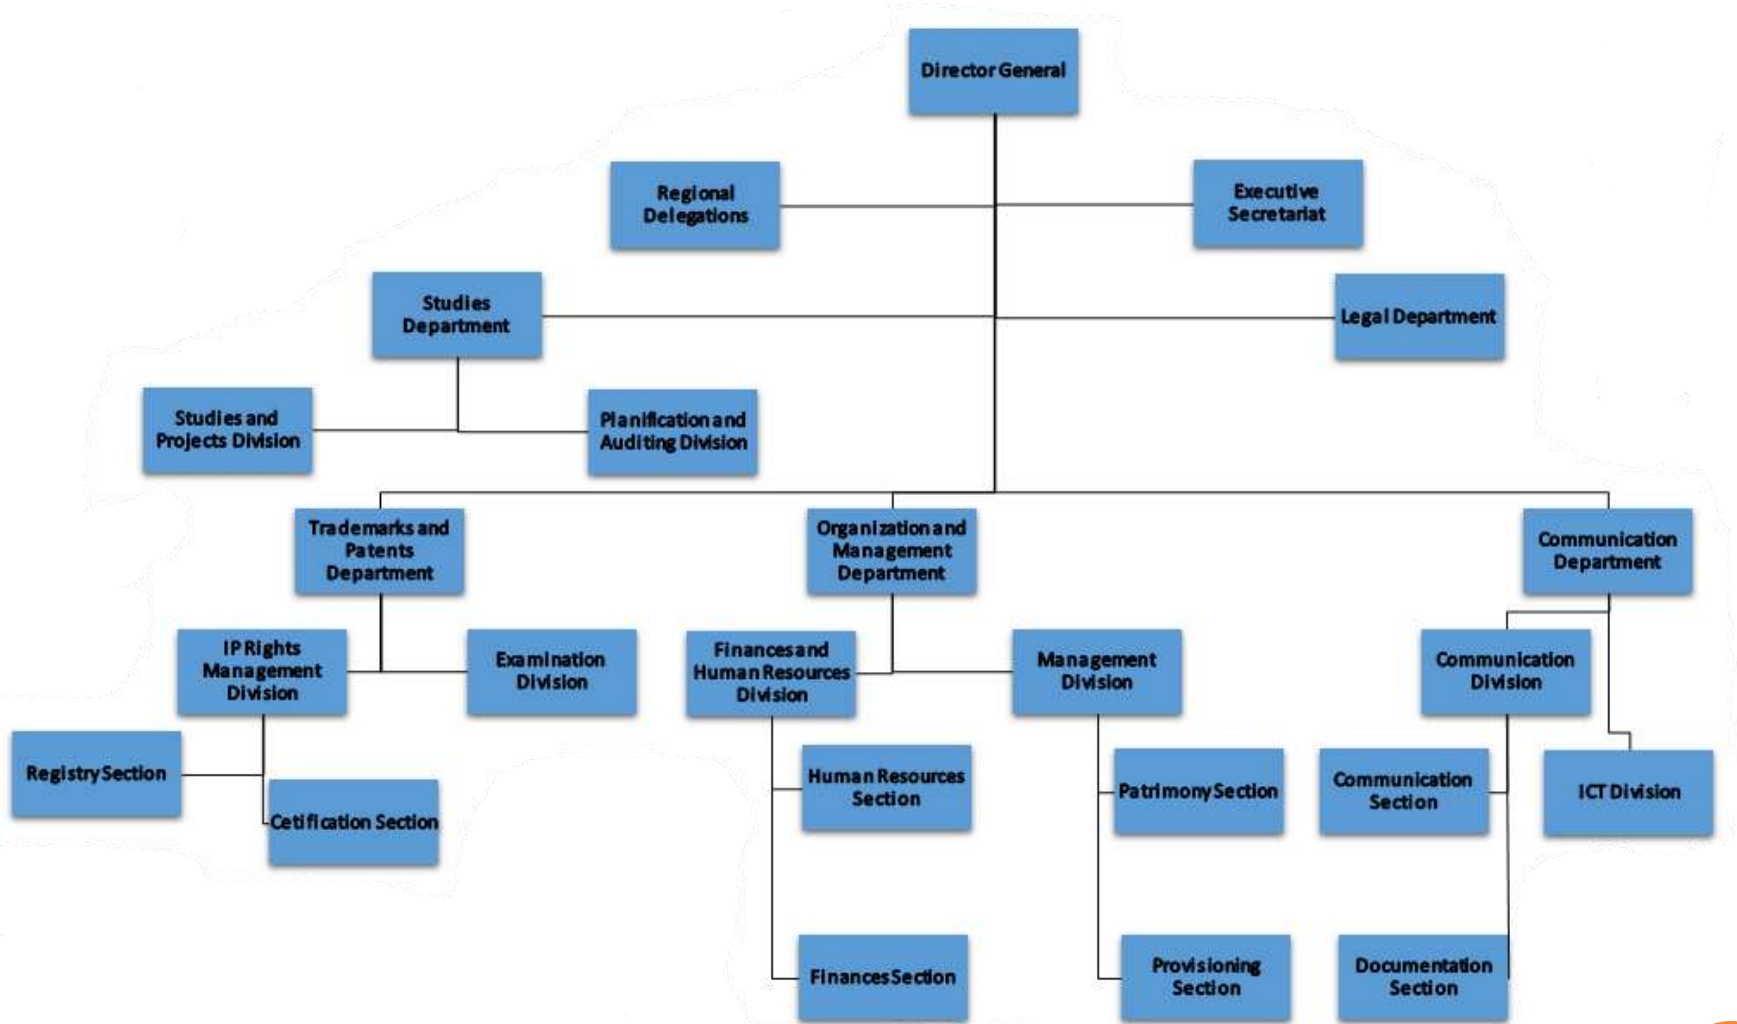 Director General
Regional
Delegations
Executive
Secretariat
Studies
Department
Legal Department
Studies and
Projects Division
Planification and
Auditing Division
Trademarks and
Patents
Department
Organization and
Management
Department
Communication
Department
IP Rights
Management
Division
Examination
Division
Finances and
Human Resources
Division
Management
Division
Communication
Division
Registry Section
Cetification Section
Human Resources
Section
Patrimony Section
Communication
Section
ICT Division
Finances Section
Provisioning
Section
Documentation
Section